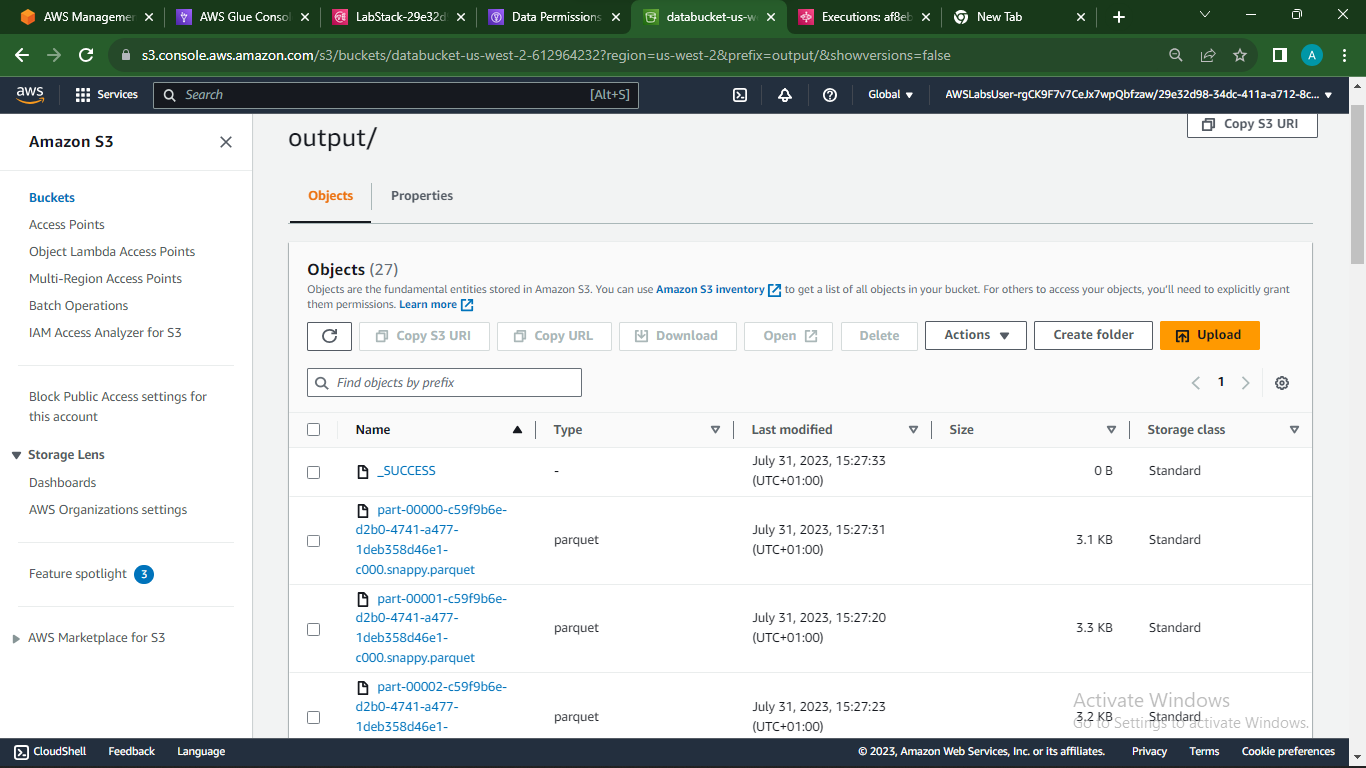 AWS Managemen
AWS Glue Consol
LabStack-29e32d
Data Permissions
databucket-us-w
Executions: af8eb
New Tab
s3.console.aws.amazon.com/s3/buckets/databucket-us-west-2-612964232?region=us-west-2&prefix=output/&showversions=false
A
aws
Services
Search
[Alt+S]
Global
AWSLabsUser-rgCK9F7v7CeJx7wpQbfzaw/29e32d98-34dc-411a-a712-8c...
Amazon S3
Buckets
Access Points
Object Lambda Access Points
Multi-Region Access Points
Batch Operations
IAM Access Analyzer for S3
Block Public Access settings for
this account
Storage Lens
Dashboards
AWS Organizations settings
Feature spotlight 3
AWS Marketplace for S3
output/
Copy S3 URI
Objects
Properties
Objects (27)
Objects are the fundamental entities stored in Amazon S3. You can use Amazon S3 inventory to get a list of all objects in your bucket. For others to access your objects, you'll need to explicitly grant
them permissions. Learn more
Copy S3 URI
Copy URL
Download
Open
Delete
Actions
Create folder
Upload
Find objects by prefix
1
Name
Type
Last modified
Size
Storage class
_SUCCESS
-
July 31, 2023, 15:27:33
(UTC+01:00)
0 B
Standard
part-00000-c59f9b6e-
d2b0-4741-a477-
1deb358d46e1-
c000.snappy.parquet
parquet
July 31, 2023, 15:27:31
(UTC+01:00)
3.1 KB
Standard
part-00001-c59f9b6e-
d2b0-4741-a477-
1deb358d46e1-
c000.snappy.parquet
parquet
July 31, 2023, 15:27:20
(UTC+01:00)
3.3 KB
Standard
part-00002-c59f9b6e-
d2b0-4741-a477-
1deb358d46e1-
parquet
July 31, 2023, 15:27:23
(UTC+01:00)
3.2 KB
Standard
Activate Windows
Go to Settings to activate Windows.
CloudShell
Feedback
Language
© 2023, Amazon Web Services, Inc. or its affiliates.
Privacy
Terms
Cookie preferences